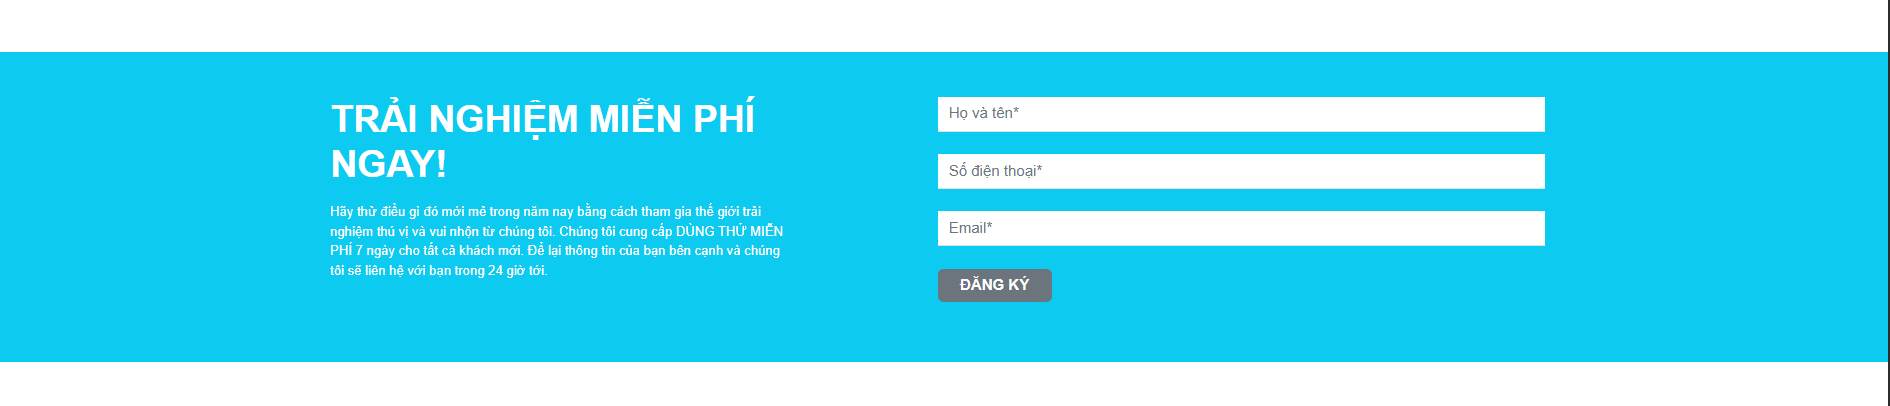 TRẢI NGHIỆM MIỄN PHÍ
NGAY!
Hãy thử điều gì đó mới mẻ trong năm nay bằng cách tham gia thế giới trải
nghiệm thú vị và vui nhộn từ chúng tôi. Chúng tôi cung cấp DÙNG THỬ MIỄN
PHÍ 7 ngày cho tất cả khách mới. Để lại thông tin của bạn bên cạnh và chúng
tôi sẽ liên hệ với bạn trong 24 giờ tới.
Họ và tên*
Số điện thoại*
Email*
ĐĂNG KÝ